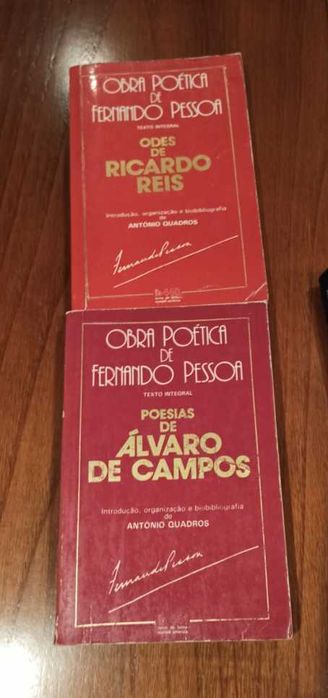 OBRA POÉTICA
DE
FERNANDO PESSOA
TEXTO INTEGRAL
ODES
DE
RICARDO
REIS
Introdução, organização e biobibliografia
de
ANTÓNIO QUADROS
Fernando Pessoa
OBRA POÉTICA
DE
FERNANDO PESSOA
TEXTO INTEGRAL
POESIAS
DE
ÁLVARO
DE CAMPOS
Introdução, organização e biobibliografia
de
ANTÓNIO QUADROS
Fernando Pessoa